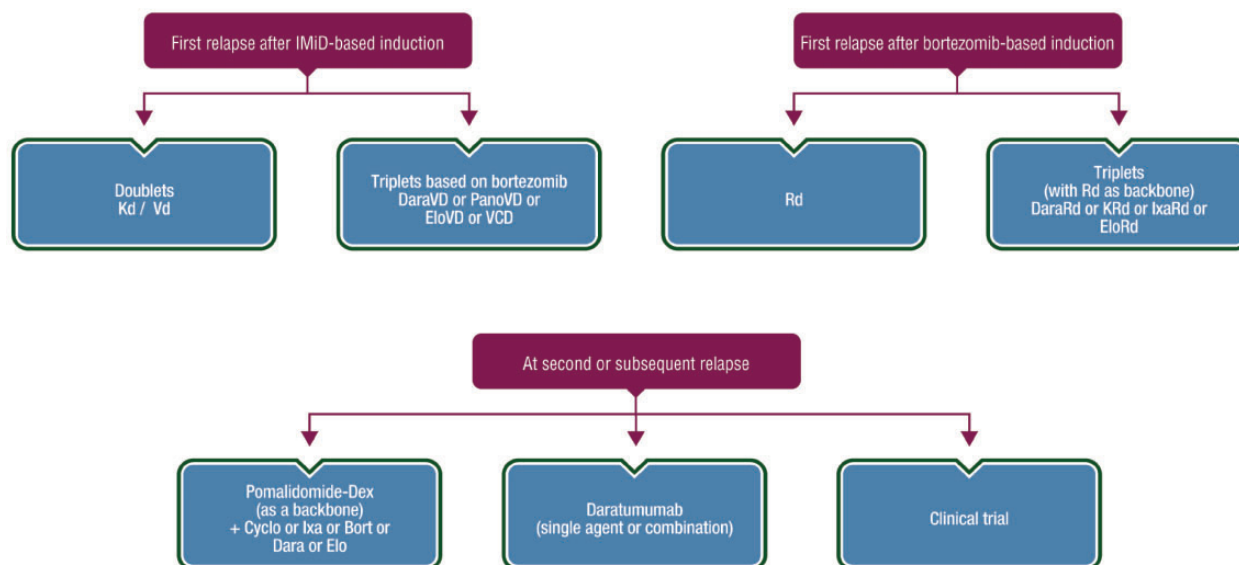 First relapse after IMiD-based induction
First relapse after bortezomib-based induction
Doublets
Kd / Vd
Triplets based on bortezomib
DaraVD or PanoVD or
EloVD or VCD
Rd
Triplets
(with Rd as backbone)
DaraRd or KRd or IxaRd or
EloRd
At second or subsequent relapse
Pomalidomide-Dex
(as a backbone)
+ Cyclo or Ixa or Bort or
Dara or Elo
Daratumumab
(single agent or combination)
Clinical trial